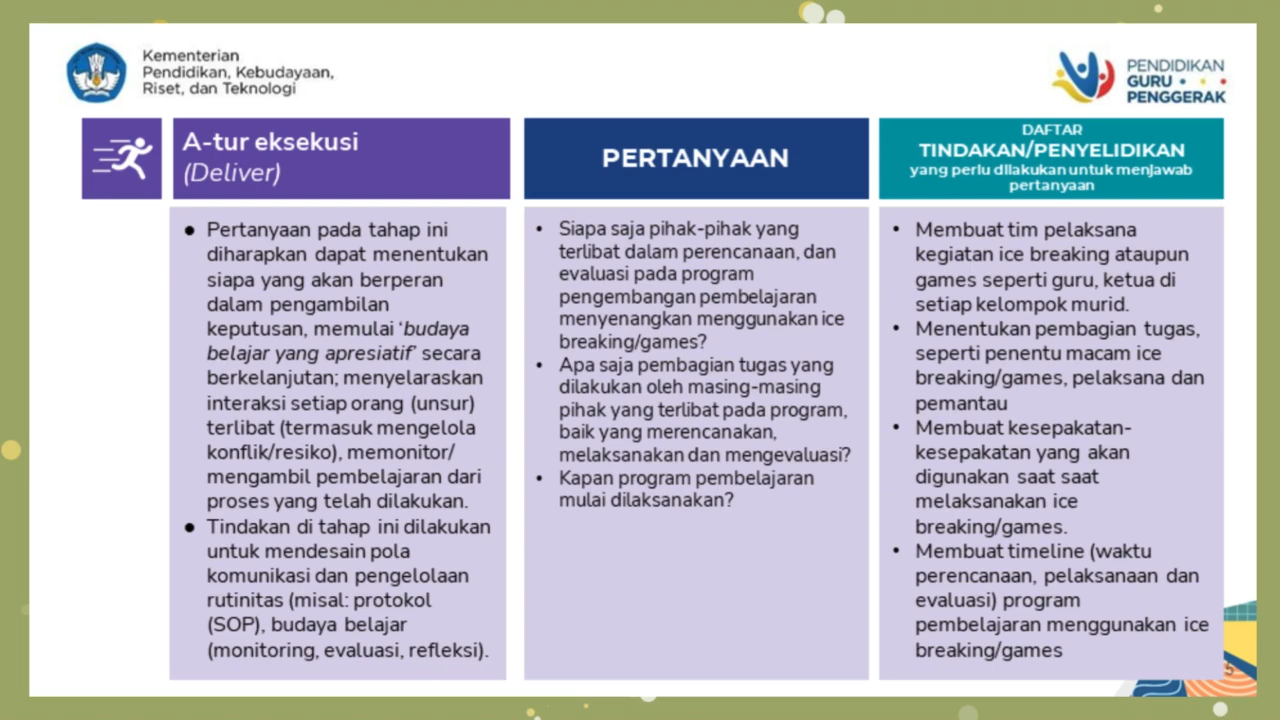 Kementerian
Pendidikan, Kebudayaan,
Riset, dan Teknologi
PENDIDIKAN
GURU
PENGGERAK
A-tur eksekusi
(Deliver)
PERTANYAAN
DAFTAR
TINDAKAN/PENYELIDIKAN
yang perlu dilakukan untuk menjawab
pertanyaan
● Pertanyaan pada tahap ini
diharapkan dapat menentukan
siapa yang akan berperan
dalam pengambilan
keputusan, memulai ‘budaya
belajar yang apresiatif’ secara
berkelanjutan; menyelaraskan
interaksi setiap orang (unsur)
terlibat (termasuk mengelola
konflik/resiko), memonitor/
mengambil pembelajaran dari
proses yang telah dilakukan.
● Tindakan di tahap ini dilakukan
untuk mendesain pola
komunikasi dan pengelolaan
rutinitas (misal: protokol
(SOP), budaya belajar
(monitoring, evaluasi, refleksi).
• Siapa saja pihak-pihak yang
terlibat dalam perencanaan, dan
evaluasi pada program
pengembangan pembelajaran
menyenangkan menggunakan ice
breaking/games?
• Apa saja pembagian tugas yang
dilakukan oleh masing-masing
pihak yang terlibat pada program,
baik yang merencanakan,
melaksanakan dan mengevaluasi?
• Kapan program pembelajaran
mulai dilaksanakan?
• Membuat tim pelaksana
kegiatan ice breaking ataupun
games seperti guru, ketua di
setiap kelompok murid.
• Menentukan pembagian tugas,
seperti penentu macam ice
breaking/games, pelaksana dan
pemantau
• Membuat kesepakatan-
kesepakatan yang akan
digunakan saat saat
melaksanakan ice
breaking/games.
• Membuat timeline (waktu
perencanaan, pelaksanaan dan
evaluasi) program
pembelajaran menggunakan ice
breaking/games